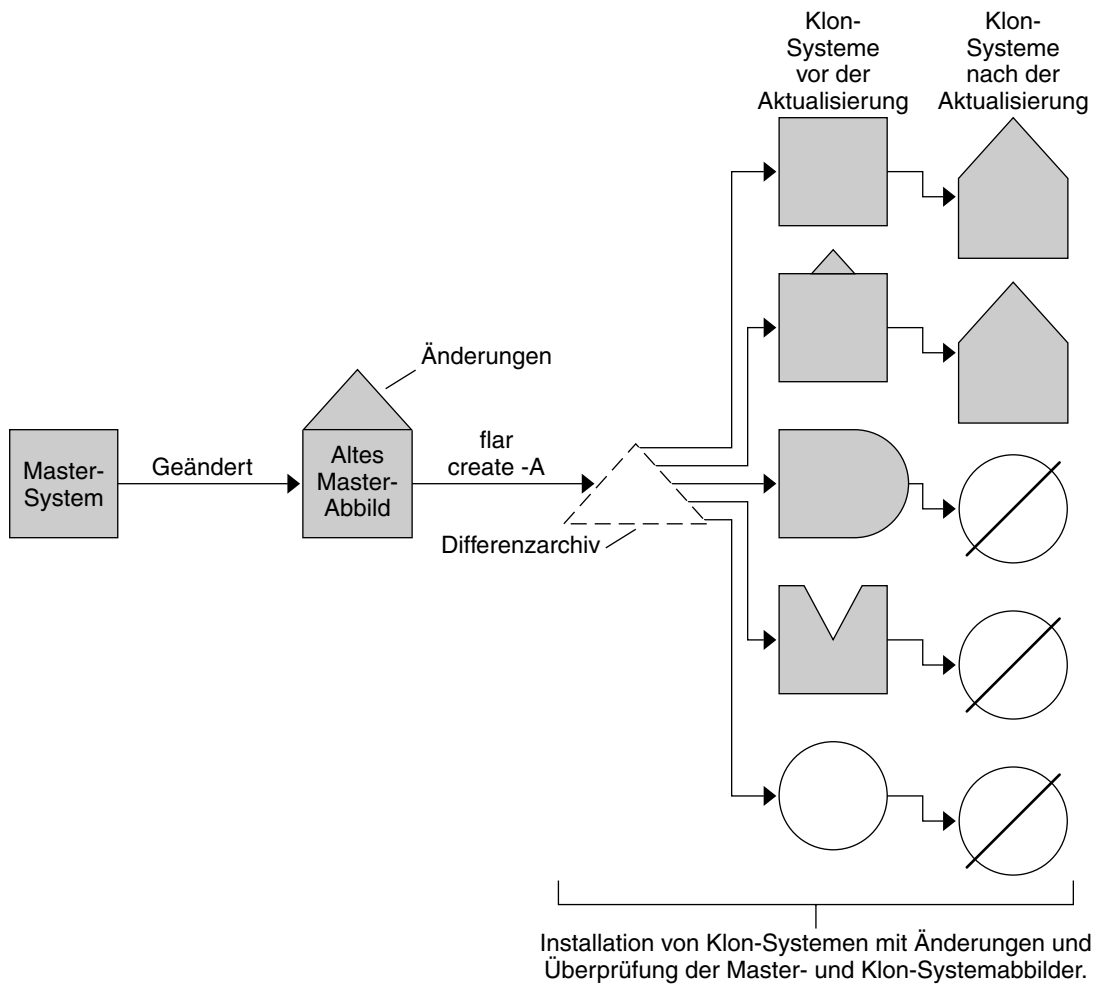 Klon-
Systeme
vor der
Aktualisierung
Klon-
Systeme
nach der
Aktualisierung
Änderungen
Master-
System
Geändert
Altes
Master-
Abbild
flar
create -A
Differenzarchiv
Installation von Klon-Systemen mit Änderungen und
Überprüfung der Master- und Klon-Systemabbilder.